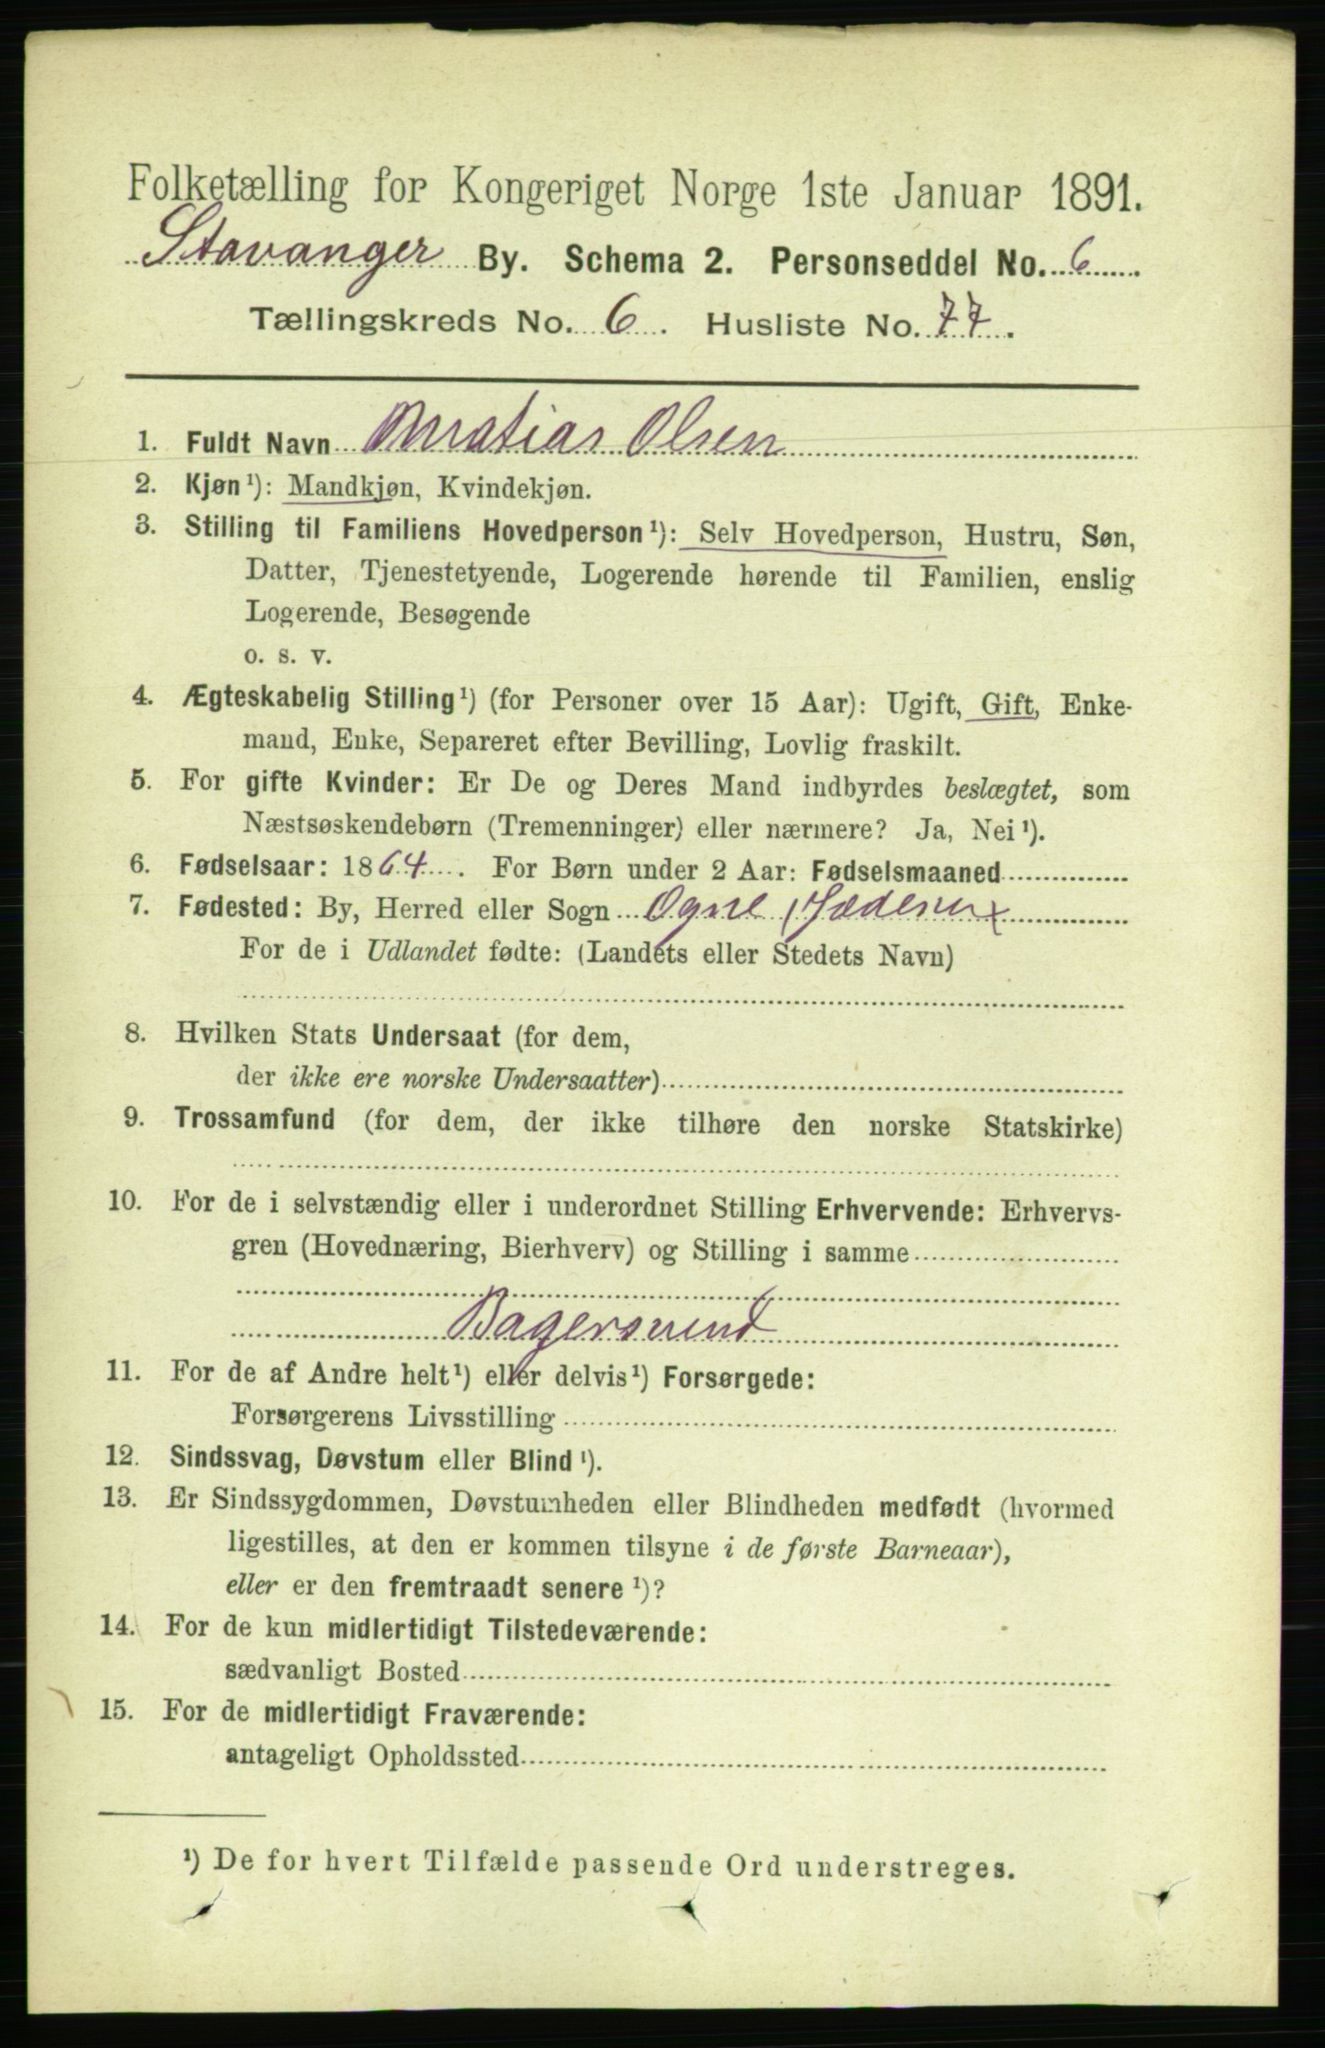 Folketælling for Kongeriget Norge 1ste Januar 1891.
Stavanger By. Schema 2. Personseddel No. 6
Tællingskreds No. 6. Husliste No. 77.
1. Fuldt Navn Matias Olsen
2. Kjøn¹): Mandkjøn, Kvindekjøn.
3. Stilling til Familiens Hovedperson¹): Selv Hovedperson, Hustru, Søn,
Datter, Tjenestetyende, Logerende hørende til Familien, enslig
Logerende, Besøgende
o. s. v.
4. Ægteskabelig Stilling¹) (for Personer over 15 Aar): Ugift, Gift, Enke-
mand, Enke, Separeret efter Bevilling, Lovlig fraskilt.
5. For gifte Kvinder: Er De og Deres Mand indbyrdes beslægtet, som
Næstsøskendebørn (Tremenninger) eller nærmere? Ja, Nei¹).
6. Fødselsaar: 1864. For Børn under 2 Aar: Fødselsmaaned
7. Fødested: By, Herred eller Sogn Ogne (Jæderen)
For de i Udlandet fødte: (Landets eller Stedets Navn)
8. Hvilken Stats Undersaat (for dem,
der ikke ere norske Undersaatter)
9. Trossamfund (for dem, der ikke tilhøre den norske Statskirke)
10. For de i selvstændig eller i underordnet Stilling Erhvervende: Erhvervs-
gren (Hovednæring, Bierhverv) og Stilling i samme
Bagersvend
11. For de af Andre helt¹) eller delvis¹) Forsørgede:
Forsørgerens Livsstilling
12. Sindssvag, Døvstum eller Blind¹).
13. Er Sindssygdommen, Døvstumheden eller Blindheden medfødt (hvormed
ligestilles, at den er kommen tilsyne i de første Barneaar),
eller er den fremtraadt senere¹)?
14. For de kun midlertidigt Tilstedeværende:
sædvanligt Bosted
15. For de midlertidigt Fraværende:
antageligt Opholdssted
¹) De for hvert Tilfælde passende Ord understreges.